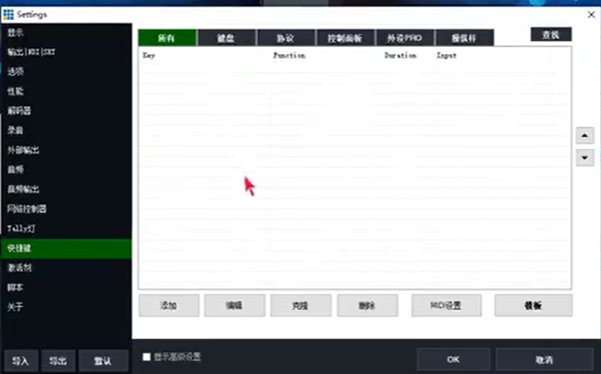 Settings
显示
输出|NDI|SRT
选项
性能
解码器
录音
外部输出
音频
音频输出
网络控制器
Tally灯
快捷键
激活剂
脚本
关于
导入 导出 默认
所有 键盘 协议 控制面板 外设PRO 操纵杆 查找
Key Function Duration Input
添加 编辑 克隆 删除 MIDI设置 模板
显示高级设置 OK 取消